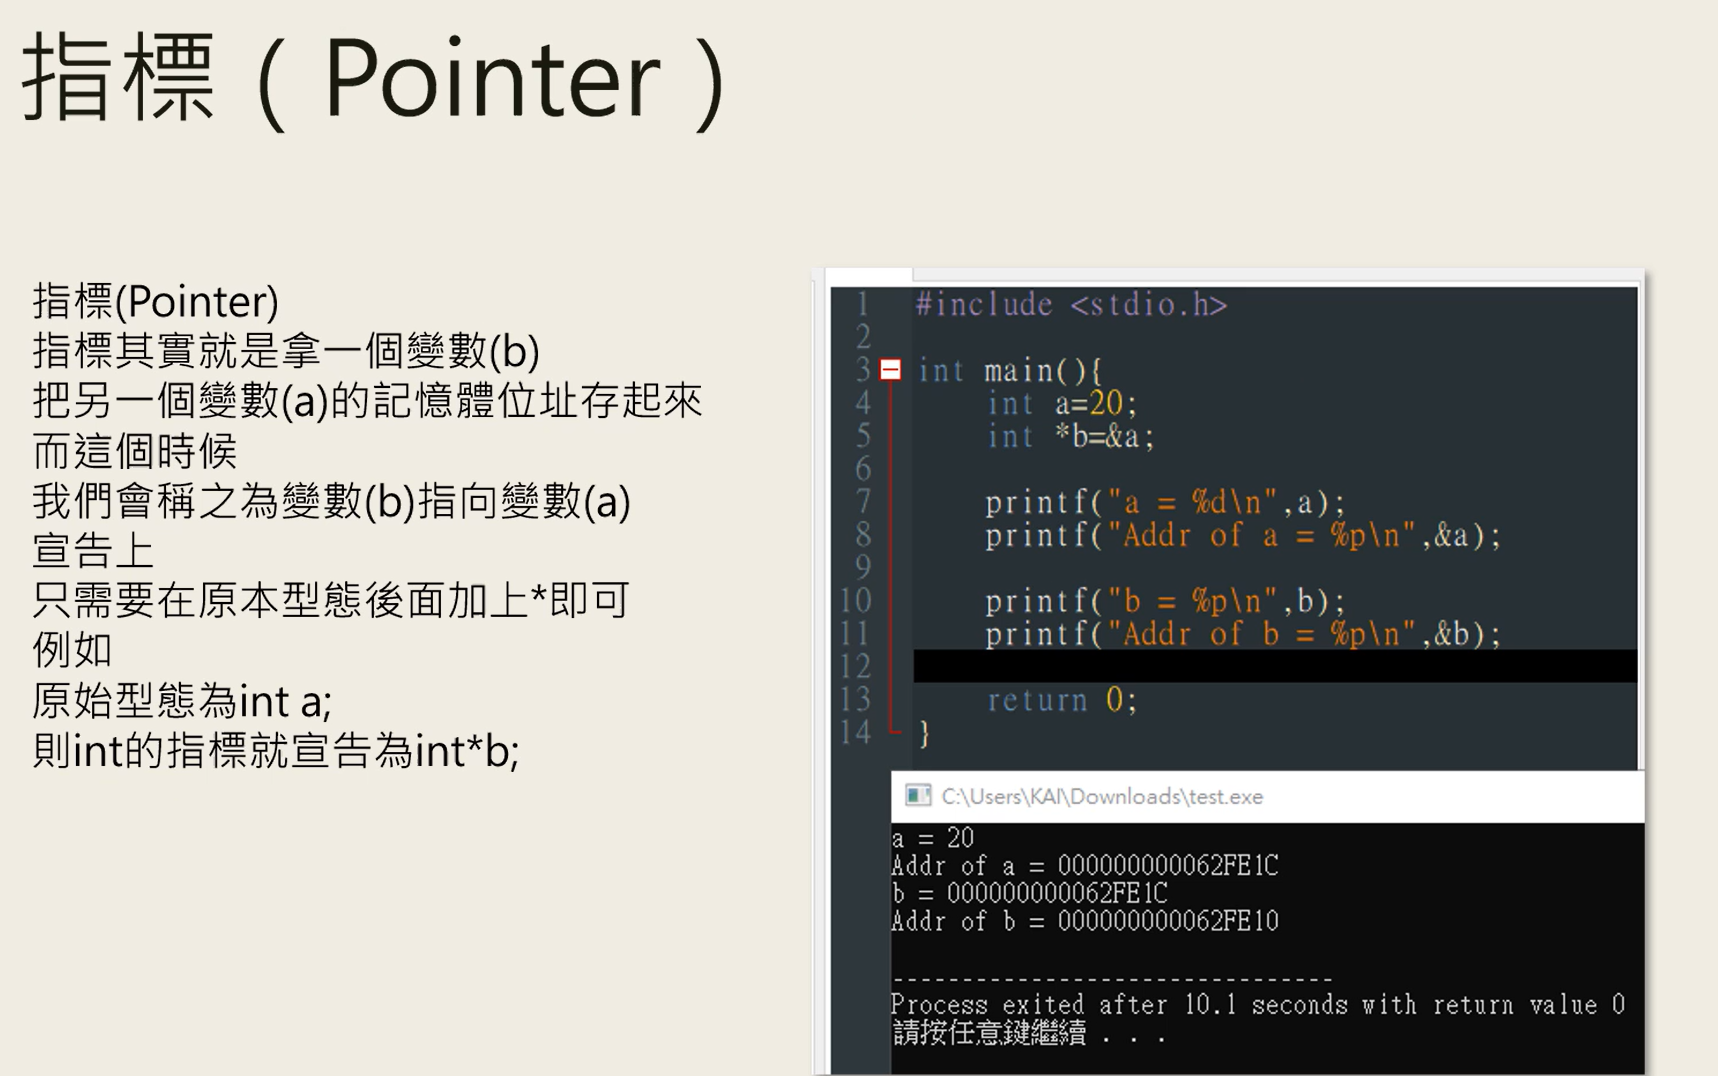 指標（Pointer）
指標(Pointer)
指標其實就是拿一個變數(b)
把另一個變數(a)的記憶體位址存起來
而這個時候
我們會稱之為變數(b)指向變數(a)
宣告上
只需要在原本型態後面加上*即可
例如
原始型態為int a;
則int的指標就宣告為int*b;
1 #include <stdio.h>
2
3 int main(){
4 int a=20;
5 int *b=&a;
6
7 printf("a = %d\n",a);
8 printf("Addr of a = %p\n",&a);
9
10 printf("b = %p\n",b);
11 printf("Addr of b = %p\n",&b);
12
13 return 0;
14 }
C:\Users\KAI\Downloads\test.exe
a = 20
Addr of a = 000000000062FE1C
b = 000000000062FE1C
Addr of b = 000000000062FE10
--------------------------------
Process exited after 10.1 seconds with return value 0
請按任意鍵繼續 . . .